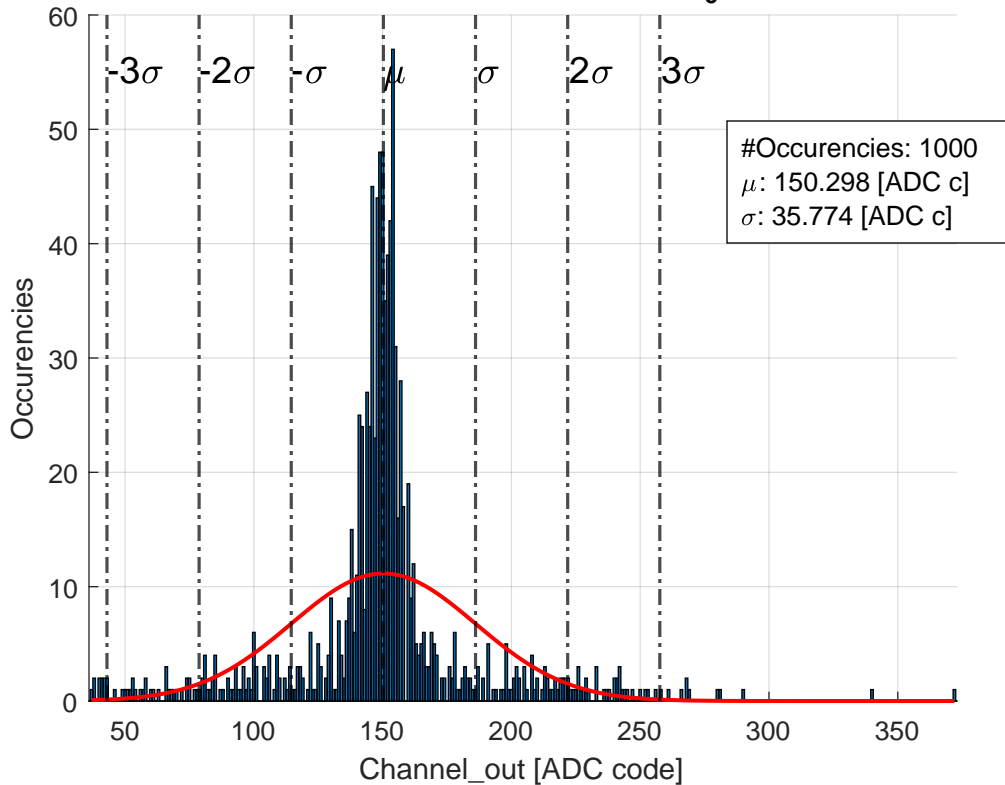 60
50
40
30
20
10
0
-3σ -2σ -σ μ σ 2σ 3σ
#Occurencies: 1000
μ: 150.298 [ADC c]
σ: 35.774 [ADC c]
Occurencies
50 100 150 200 250 300 350
Channel_out [ADC code]